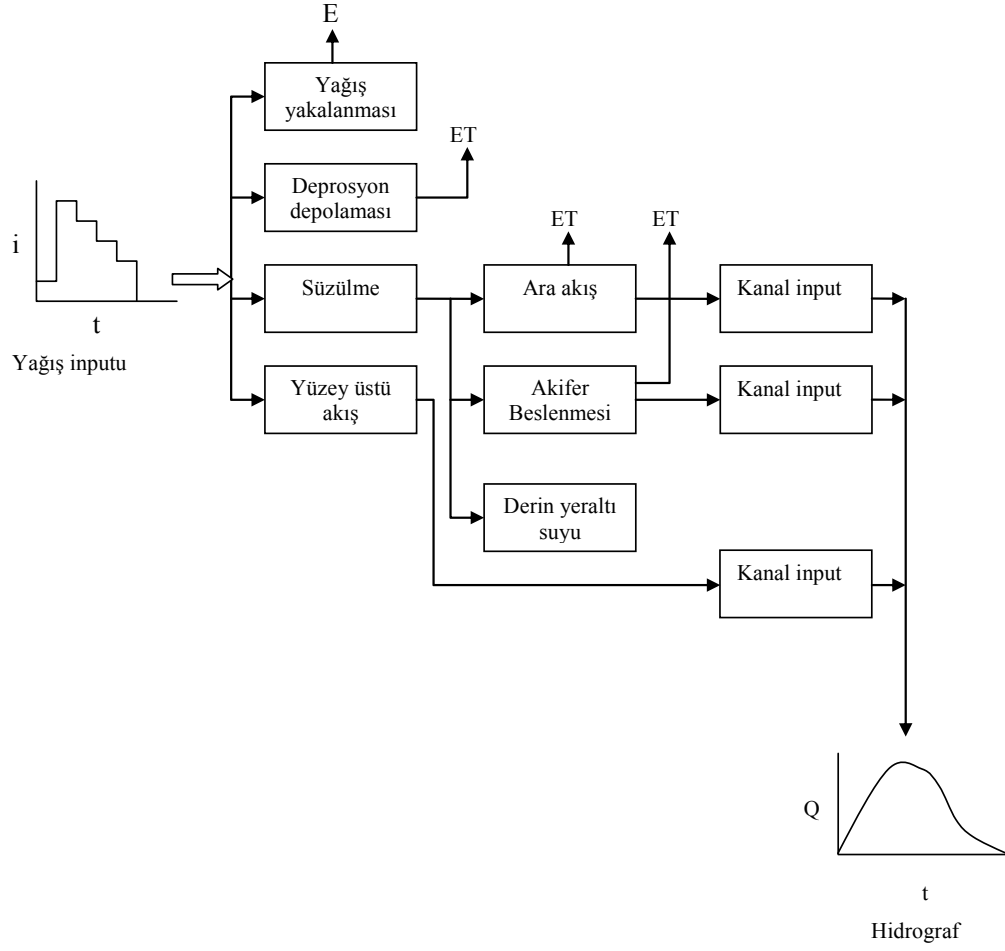 E
Yağış
yakalanması
ET
Deprosyon
depolaması
ET
ET
i
Süzülme
Ara akış
Kanal input
t
Yağış inputu
Yüzey üstü
akış
Akifer
Beslenmesi
Kanal input
Derin yeraltı
suyu
Kanal input
Q
t
Hidrograf